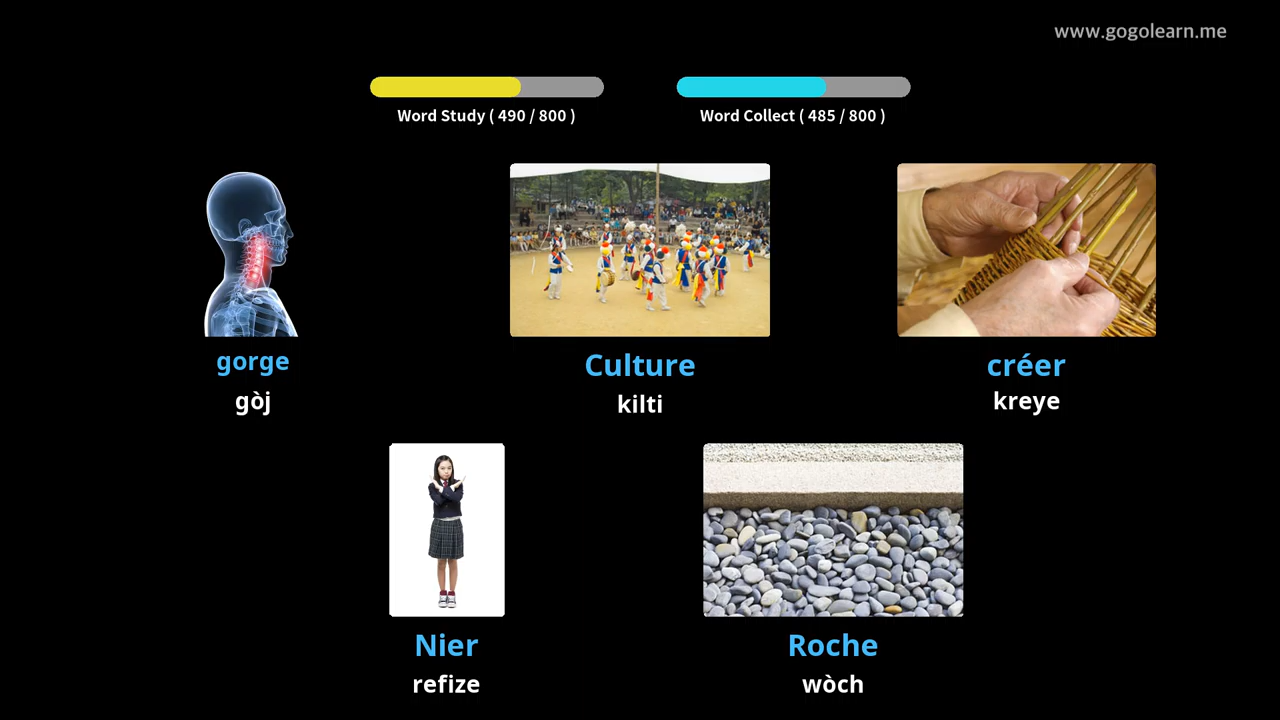 www.gogolearn.me
Word Study ( 490 / 800 )
Word Collect ( 485 / 800 )
gorge
gòj
Culture
kilti
créer
kreye
Nier
refize
Roche
wòch